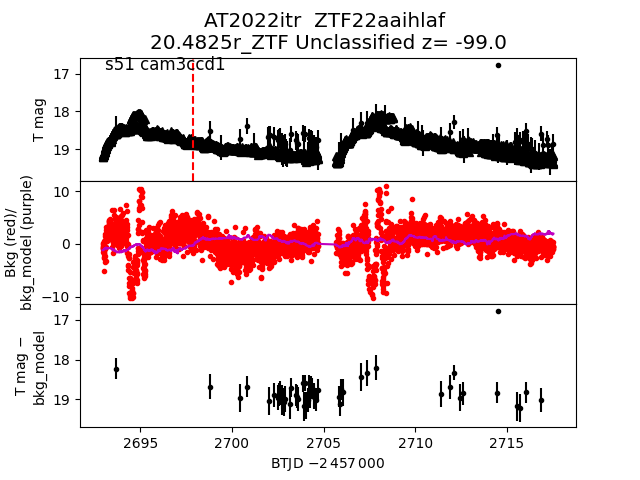 AT2022itr  ZTF22aaihlaf
20.4825r_ZTF Unclassified z= -99.0
s51 cam3ccd1
T mag
17
18
19
Bkg (red)/
bkg_model (purple)
10
0
−10
T mag −
bkg_model
17
18
19
2695 2700 2705 2710 2715
BTJD −2 457 000